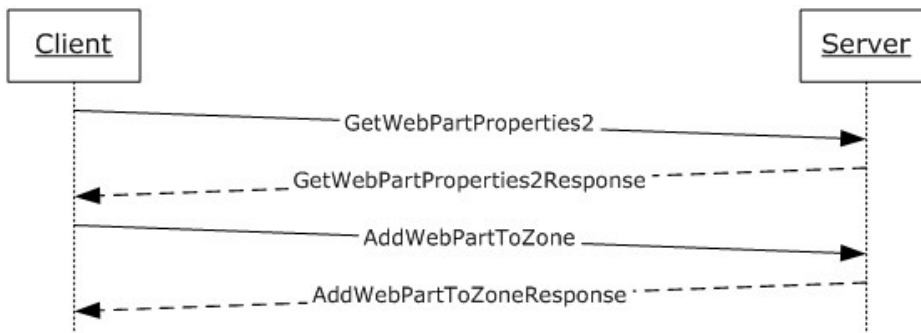 Client
Server
GetWebPartProperties2
GetWebPartProperties2Response
AddWebPartToZone
AddWebPartToZoneResponse